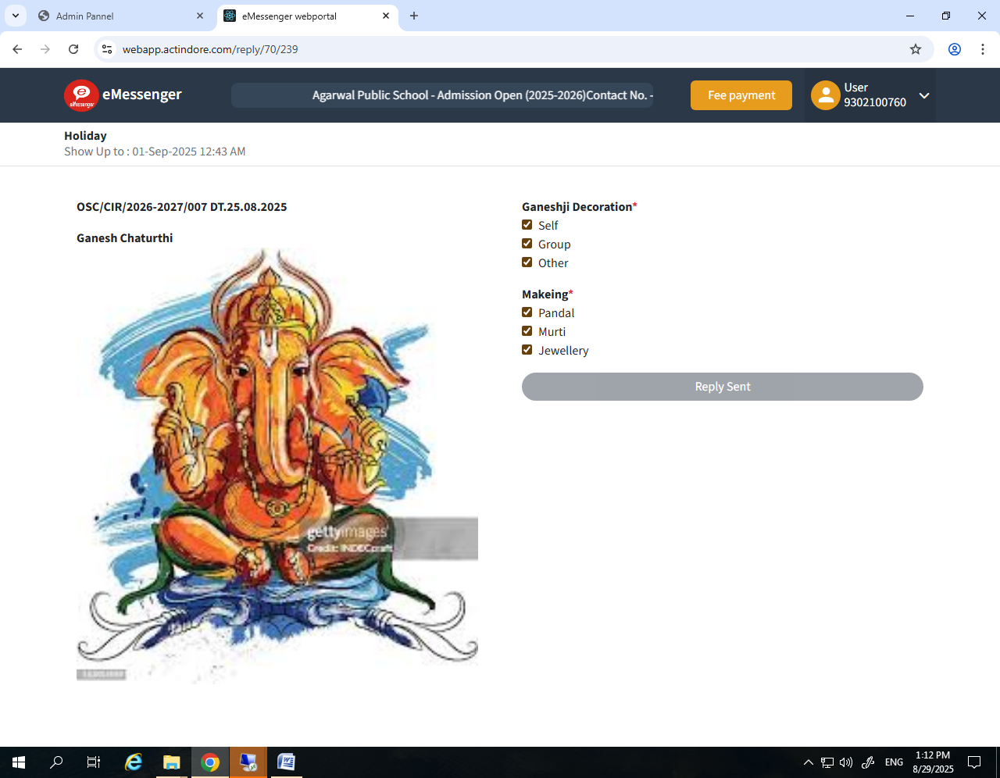 Admin Pannel
eMessenger webportal
webapp.actindore.com/reply/70/239
eMessenger
eMessenger
Agarwal Public School - Admission Open (2025-2026)Contact No. -
Fee payment
User
9302100760
Holiday
Show Up to : 01-Sep-2025 12:43 AM
OSC/CIR/2026-2027/007 DT.25.08.2025
Ganesh Chaturthi
gettyimages
Credit: INDECcraft
Ganeshji Decoration*
Self
Group
Other
Makeing*
Pandal
Murti
Jewellery
Reply Sent
ENG
1:12 PM
8/29/2025